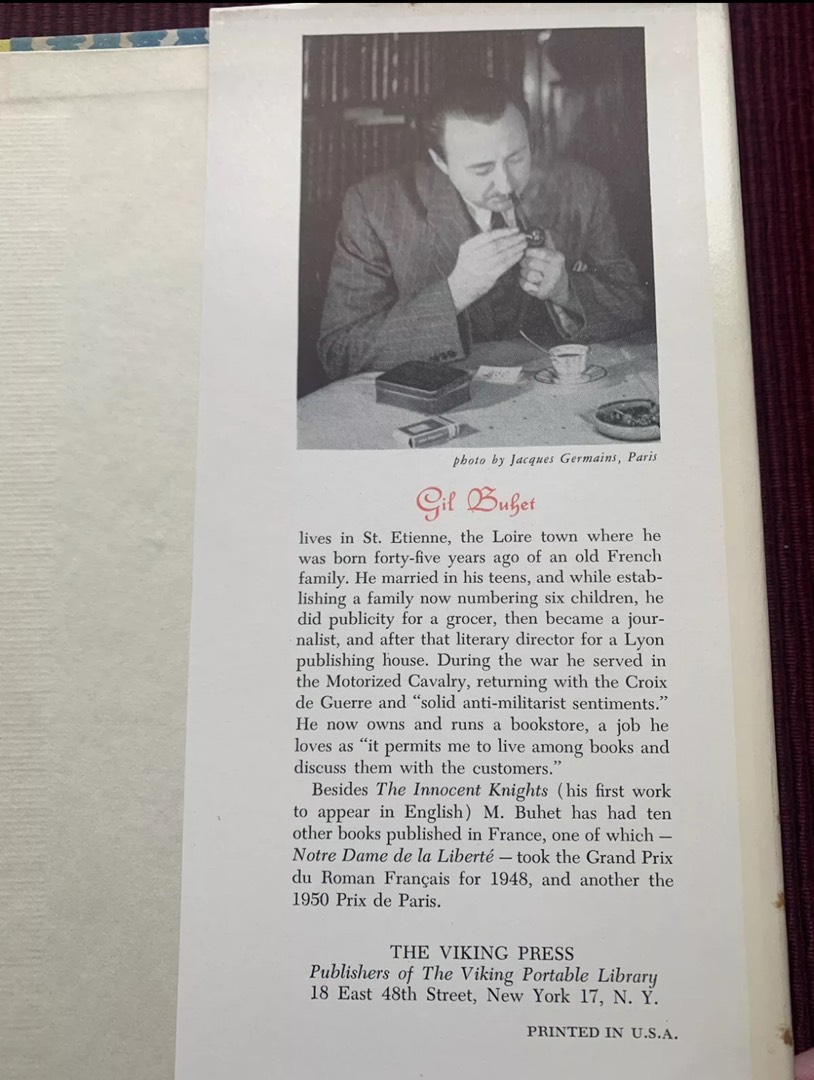 photo by Jacques Germains, Paris
Gil Buhet
lives in St. Etienne, the Loire town where he
was born forty-five years ago of an old French
family. He married in his teens, and while estab-
lishing a family now numbering six children, he
did publicity for a grocer, then became a jour-
nalist, and after that literary director for a Lyon
publishing house. During the war he served in
the Motorized Cavalry, returning with the Croix
de Guerre and “solid anti-militarist sentiments.”
He now owns and runs a bookstore, a job he
loves as “it permits me to live among books and
discuss them with the customers.”
Besides The Innocent Knights (his first work
to appear in English) M. Buhet has had ten
other books published in France, one of which —
Notre Dame de la Liberté — took the Grand Prix
du Roman Français for 1948, and another the
1950 Prix de Paris.
THE VIKING PRESS
Publishers of The Viking Portable Library
18 East 48th Street, New York 17, N. Y.
PRINTED IN U.S.A.